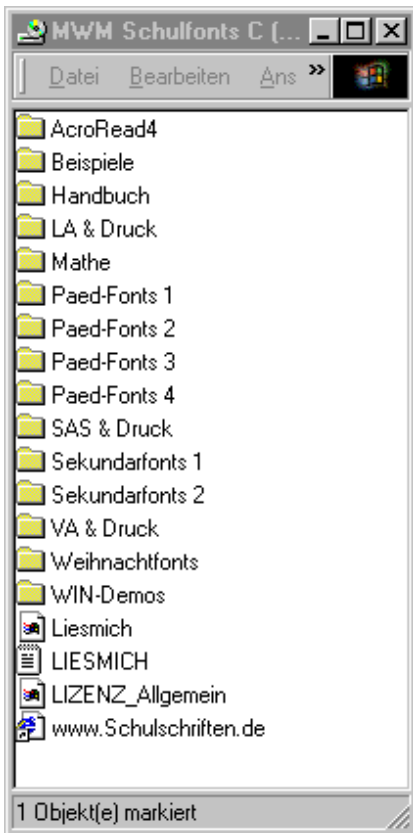 MWM Schulfonts C (...
Datei Bearbeiten Ans »
AcroRead4
Beispiele
Handbuch
LA & Druck
Mathe
Paed-Fonts 1
Paed-Fonts 2
Paed-Fonts 3
Paed-Fonts 4
SAS & Druck
Sekundarfonts 1
Sekundarfonts 2
VA & Druck
Weihnachtfonts
WIN-Demos
Liesmich
LIESMICH
LIZENZ_Allgemein
www.Schulschriften.de
1 Objekt(e) markiert